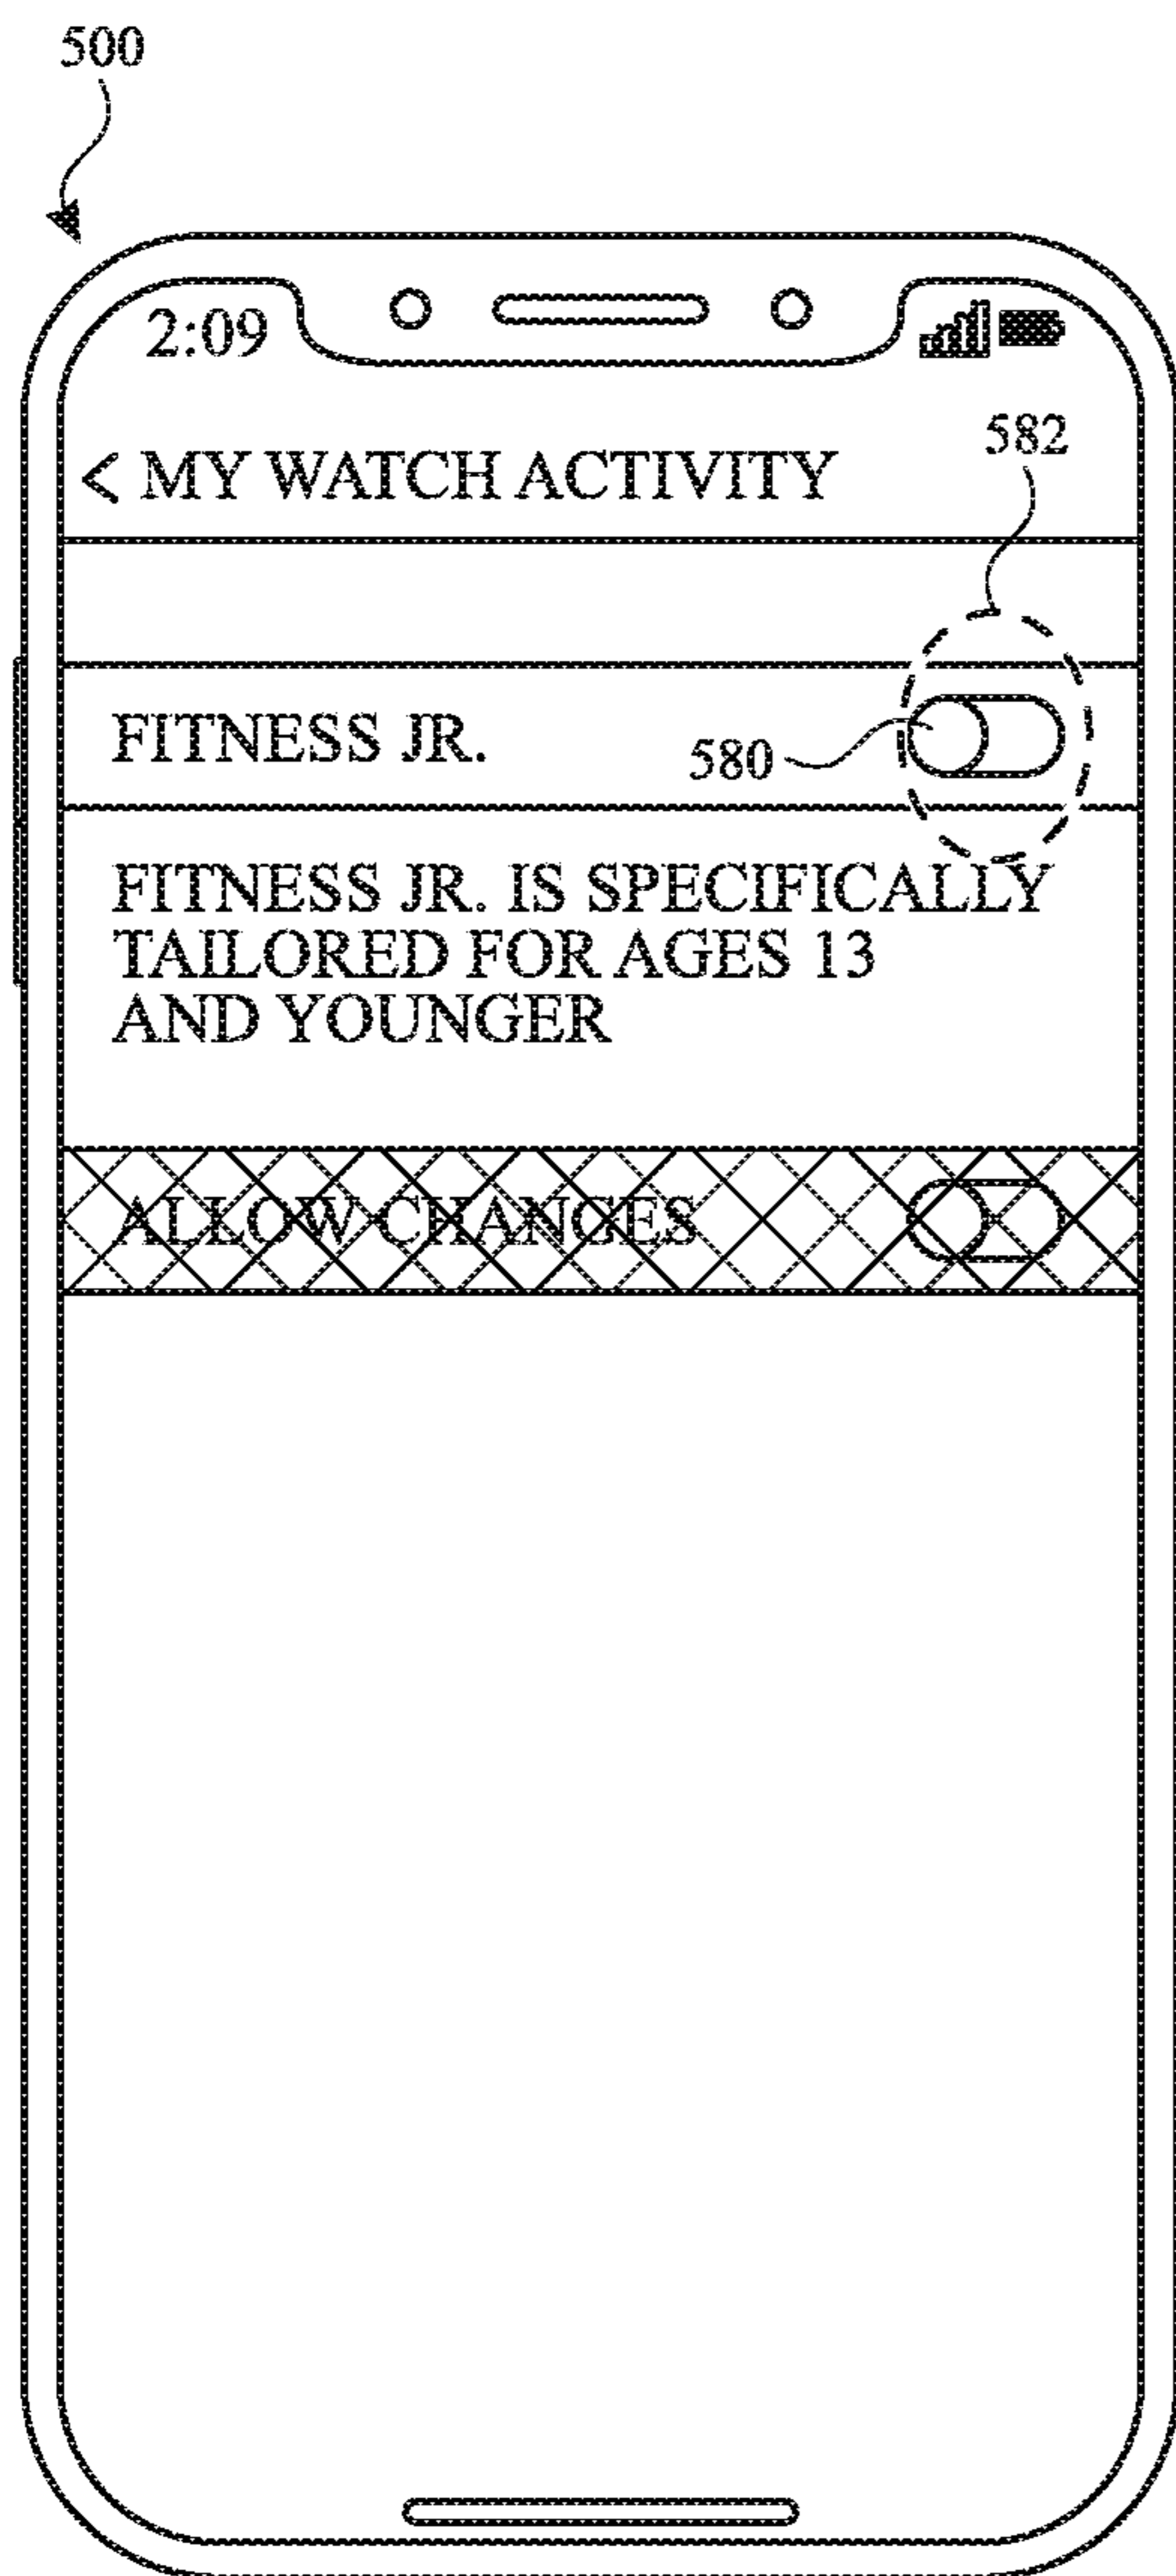 500
2:09
582
< MY WATCH ACTIVITY
FITNESS JR.
580
FITNESS JR. IS SPECIFICALLY
TAILORED FOR AGES 13
AND YOUNGER
ALLOW CHANGES